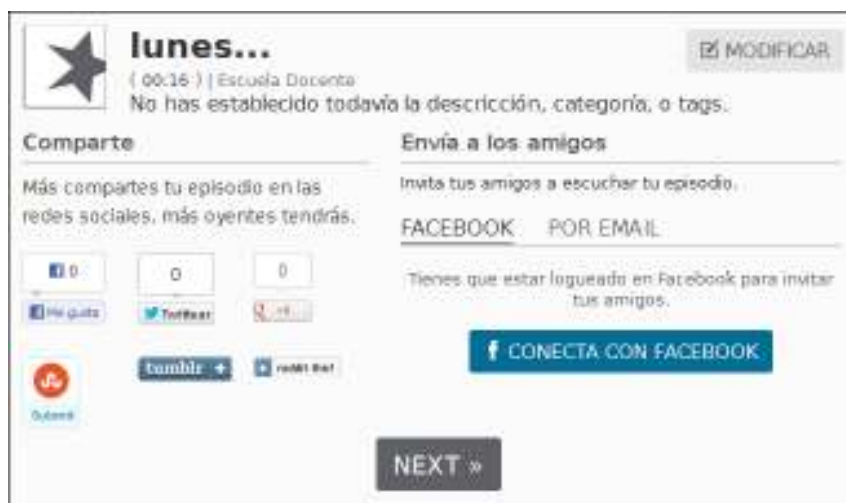 lunes...
MODIFICAR
( 00:16 ) | Escuela Docente
No has establecido todavía la descricción, categoría, o tags.
Comparte
Más compartes tu episodio en las
redes sociales, más oyentes tendrás.
0
0
0
Me gusta
Twittear
+1
Submit
tumblr +
reddit this!
Envía a los amigos
Invita tus amigos a escuchar tu episodio.
FACEBOOK
POR EMAIL
Tienes que estar logueado en Facebook para invitar
tus amigos.
f CONECTA CON FACEBOOK
NEXT »